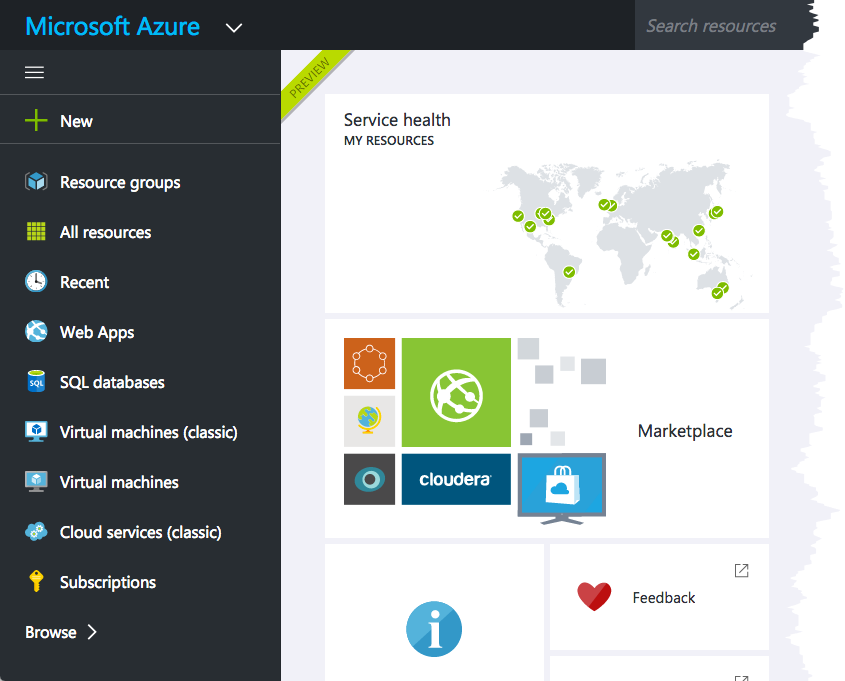 Microsoft Azure
Search resources
PREVIEW
New
Resource groups
All resources
Recent
Web Apps
SQL
SQL databases
Virtual machines (classic)
Virtual machines
Cloud services (classic)
Subscriptions
Browse
Service health
MY RESOURCES
cloudera
Marketplace
Feedback